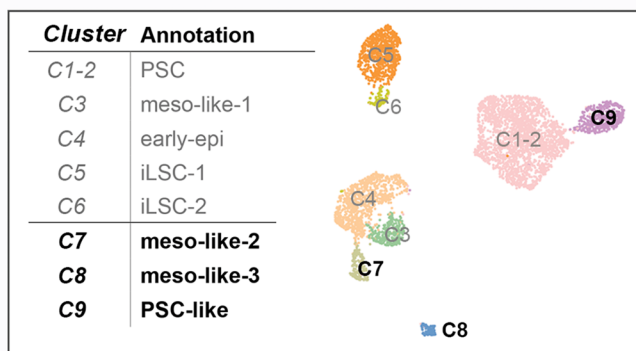 Cluster Annotation
C1-2 PSC
C3 meso-like-1
C4 early-epi
C5 iLSC-1
C6 iLSC-2
C7 meso-like-2
C8 meso-like-3
C9 PSC-like
C5
C6
C9
C1-2
C4
C3
C7
C8